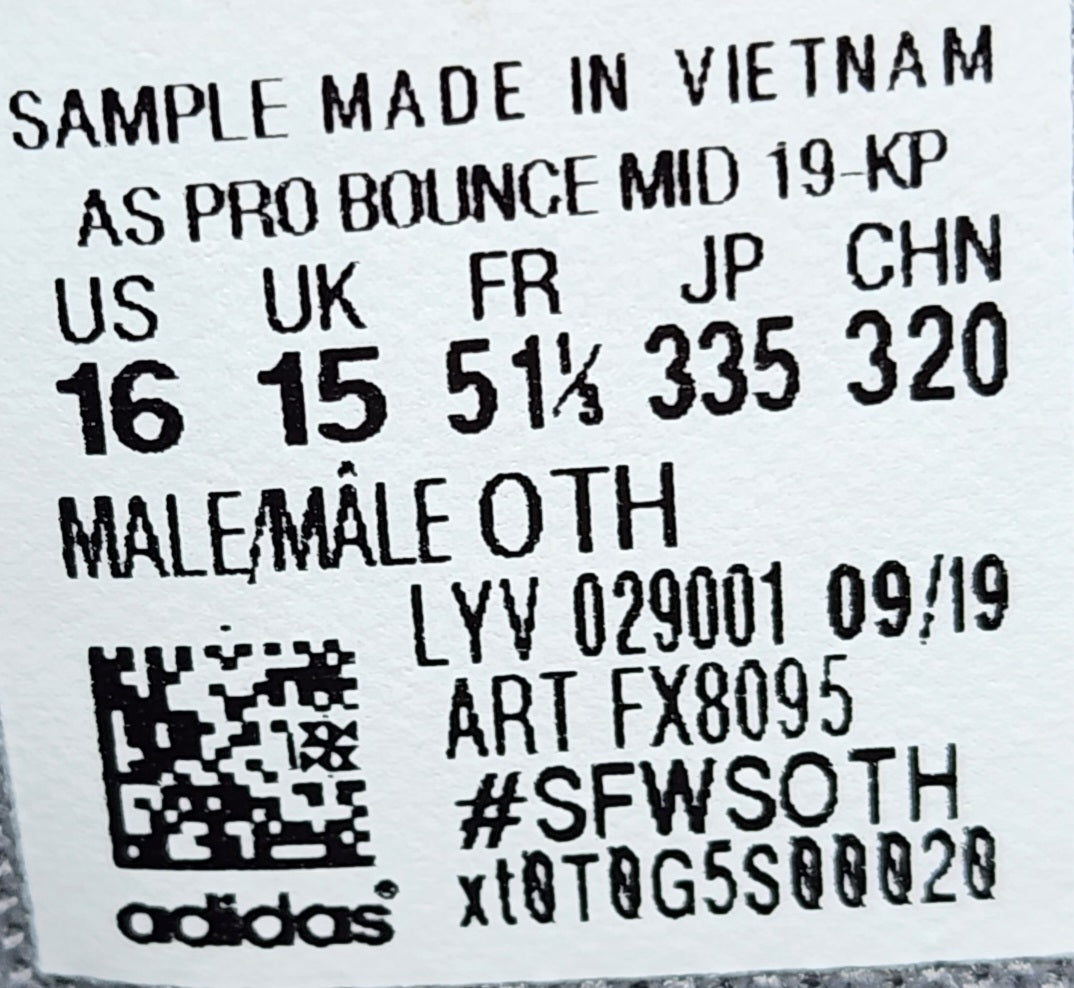 SAMPLE MADE IN VIETNAM
AS PRO BOUNCE MID 19-KP
US UK FR JP CHN
16 15 51⅓ 335 320
MALE/MÂLE OTH
LYV 029001 09/19
ART FX8095
#SFWSOTH
xt0T0G5S00020
adidas®